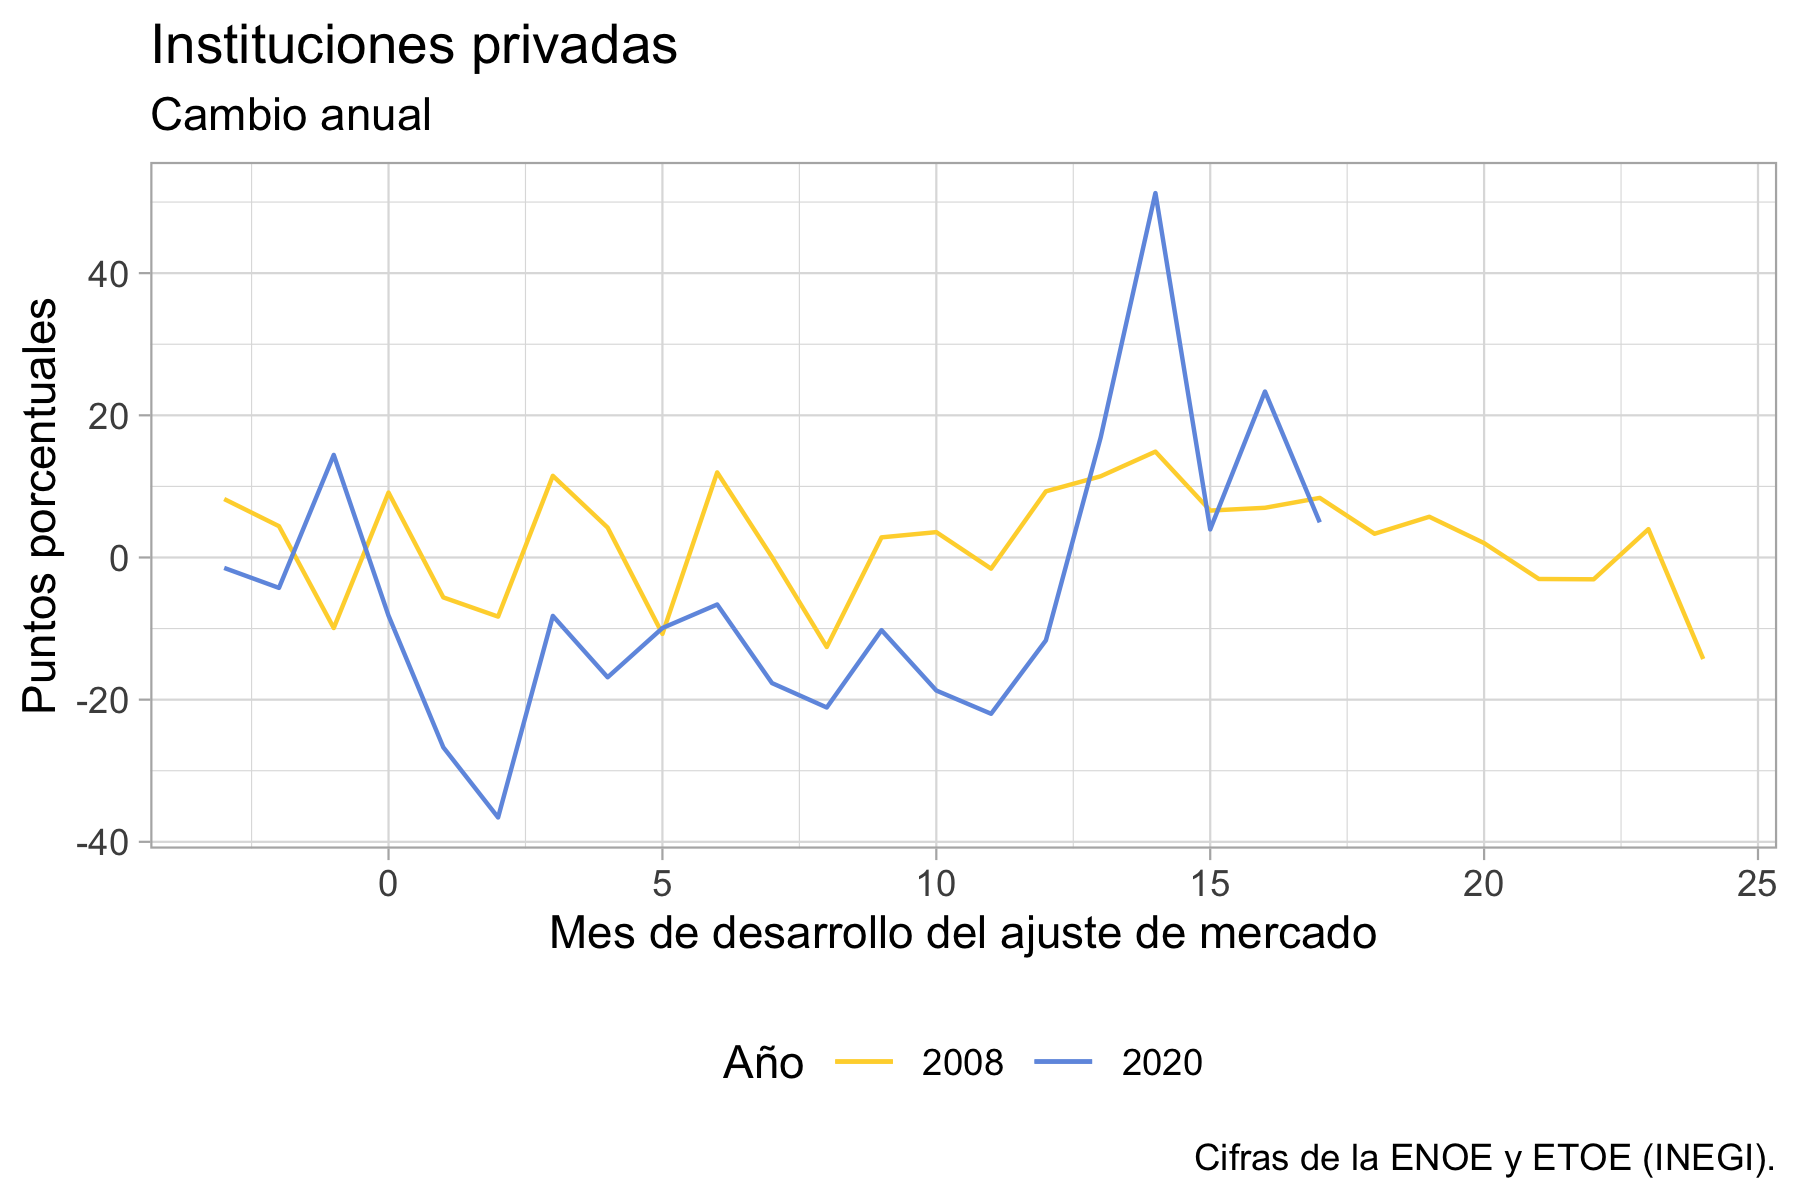 Instituciones privadas
Cambio anual
Puntos porcentuales
40
20
0
-20
-40
0 5 10 15 20 25
Mes de desarrollo del ajuste de mercado
Año 2008 2020
Cifras de la ENOE y ETOE (INEGI).